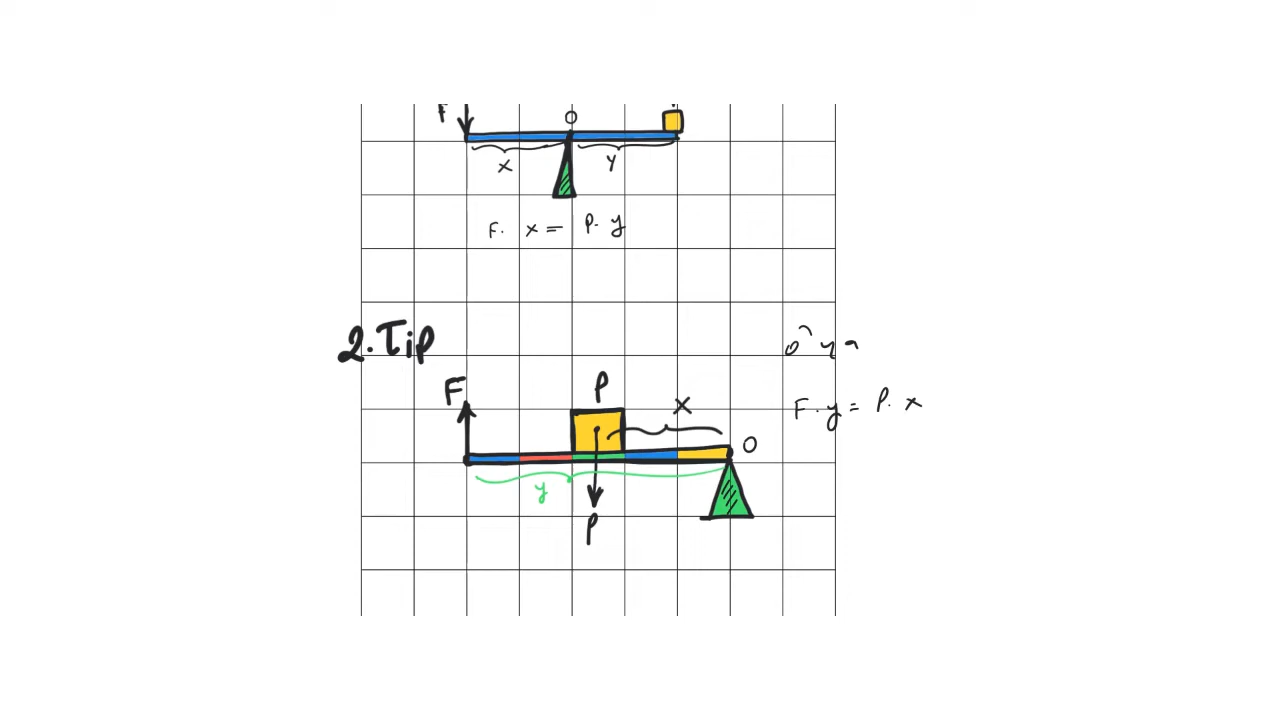 F
O
x y
F. x = P. y
2. Tip
F P x
F. y = P. x
O
y
P